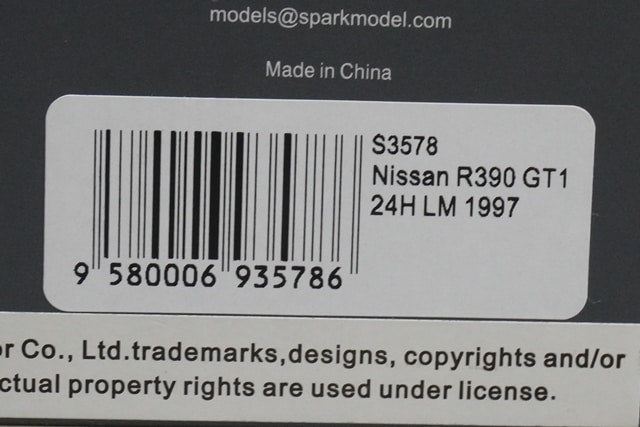 models@sparkmodel.com
Made in China
S3578
Nissan R390 GT1
24H LM 1997
9 580006 935786
Co., Ltd.trademarks,designs, copyrights and/or
property rights are used under license.